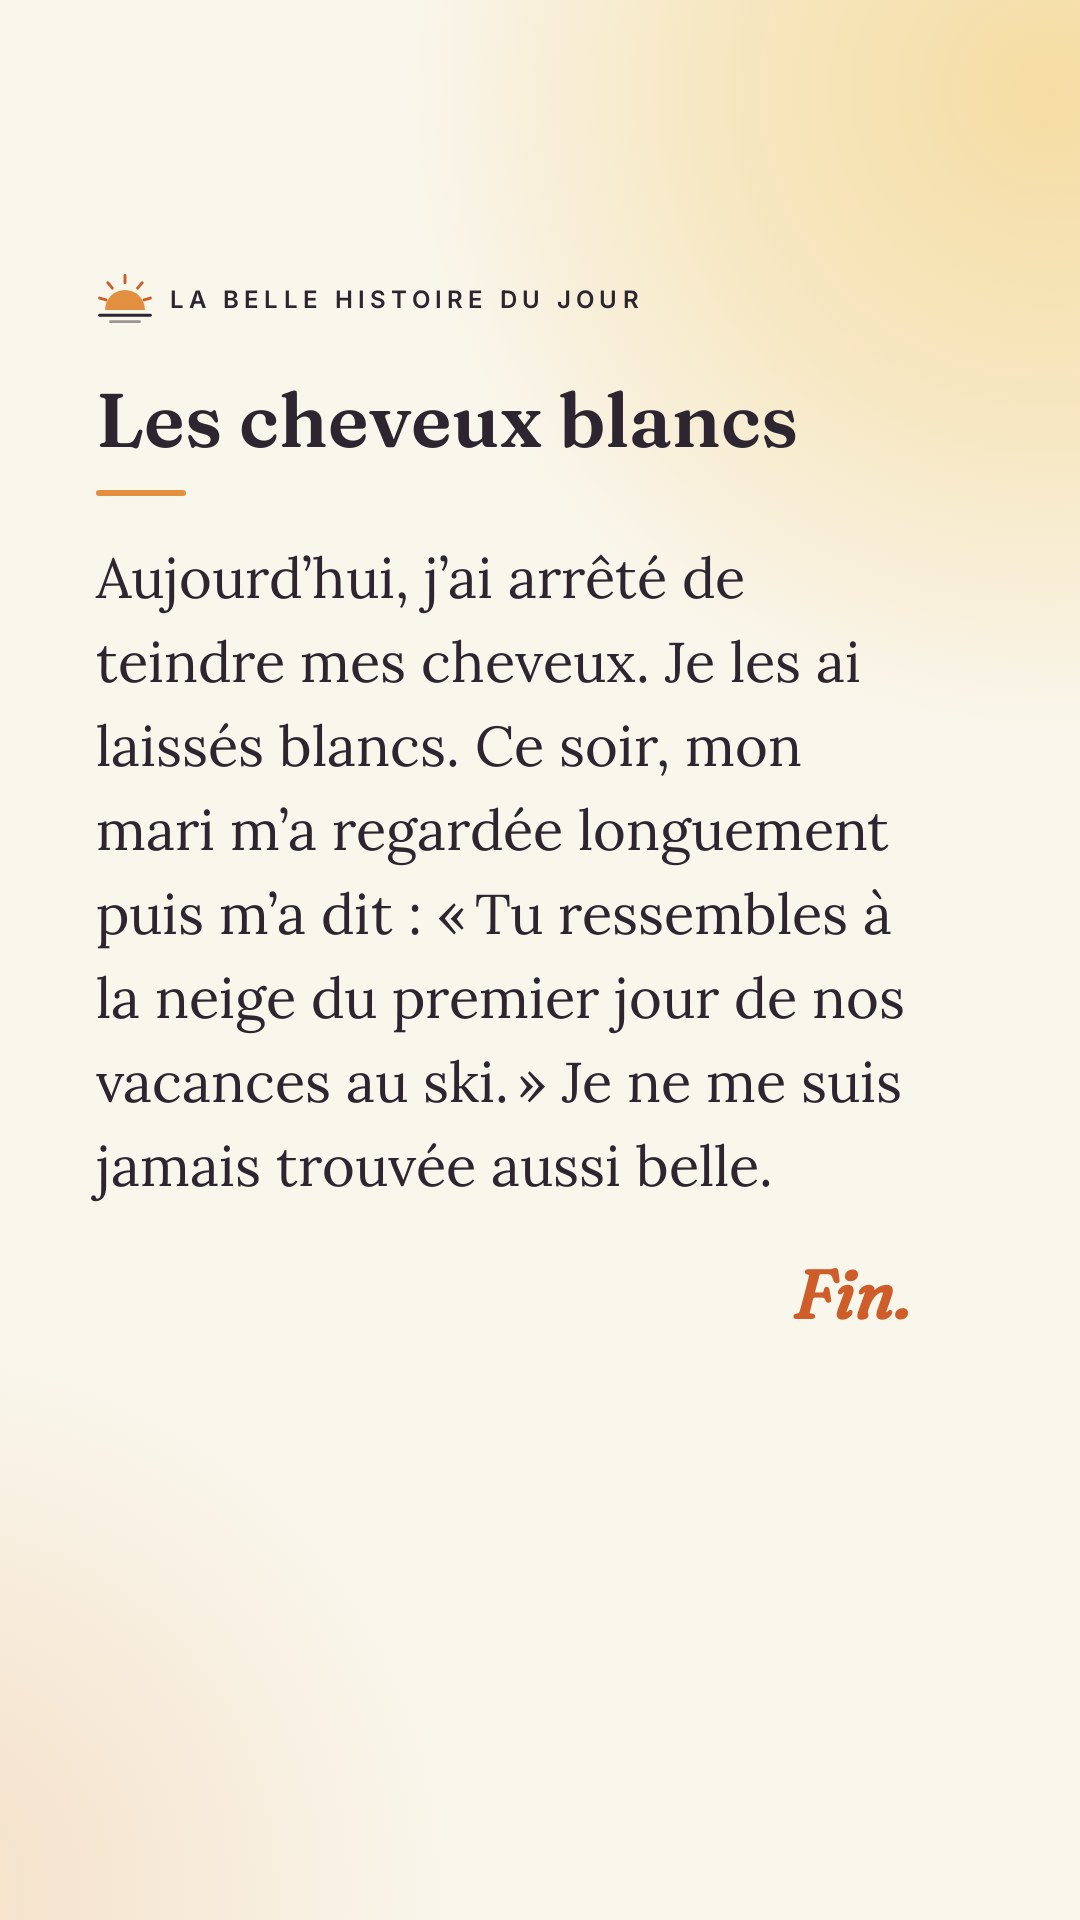 LA BELLE HISTOIRE DU JOUR
Les cheveux blancs
Aujourd’hui, j’ai arrêté de
teindre mes cheveux. Je les ai
laissés blancs. Ce soir, mon
mari m’a regardée longuement
puis m’a dit : « Tu ressembles à
la neige du premier jour de nos
vacances au ski. » Je ne me suis
jamais trouvée aussi belle.
Fin.